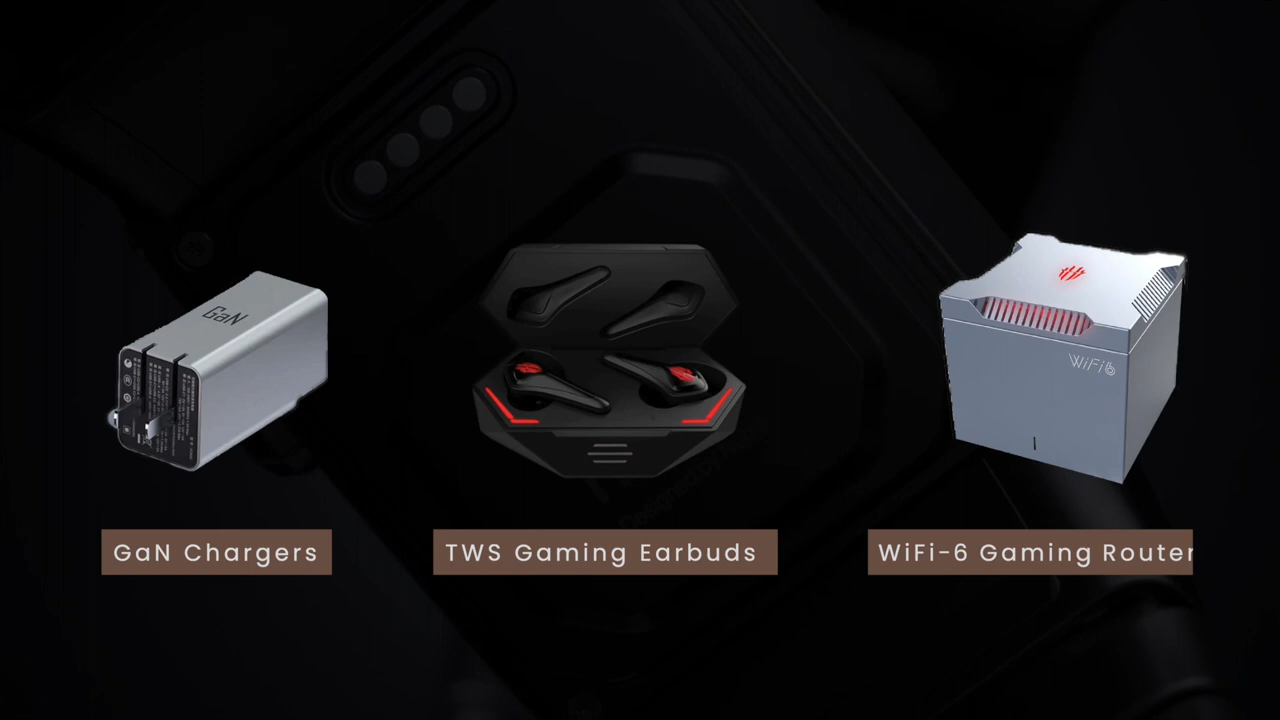 GaN
WiFi6
GaN Chargers
TWS Gaming Earbuds
WiFi-6 Gaming Router